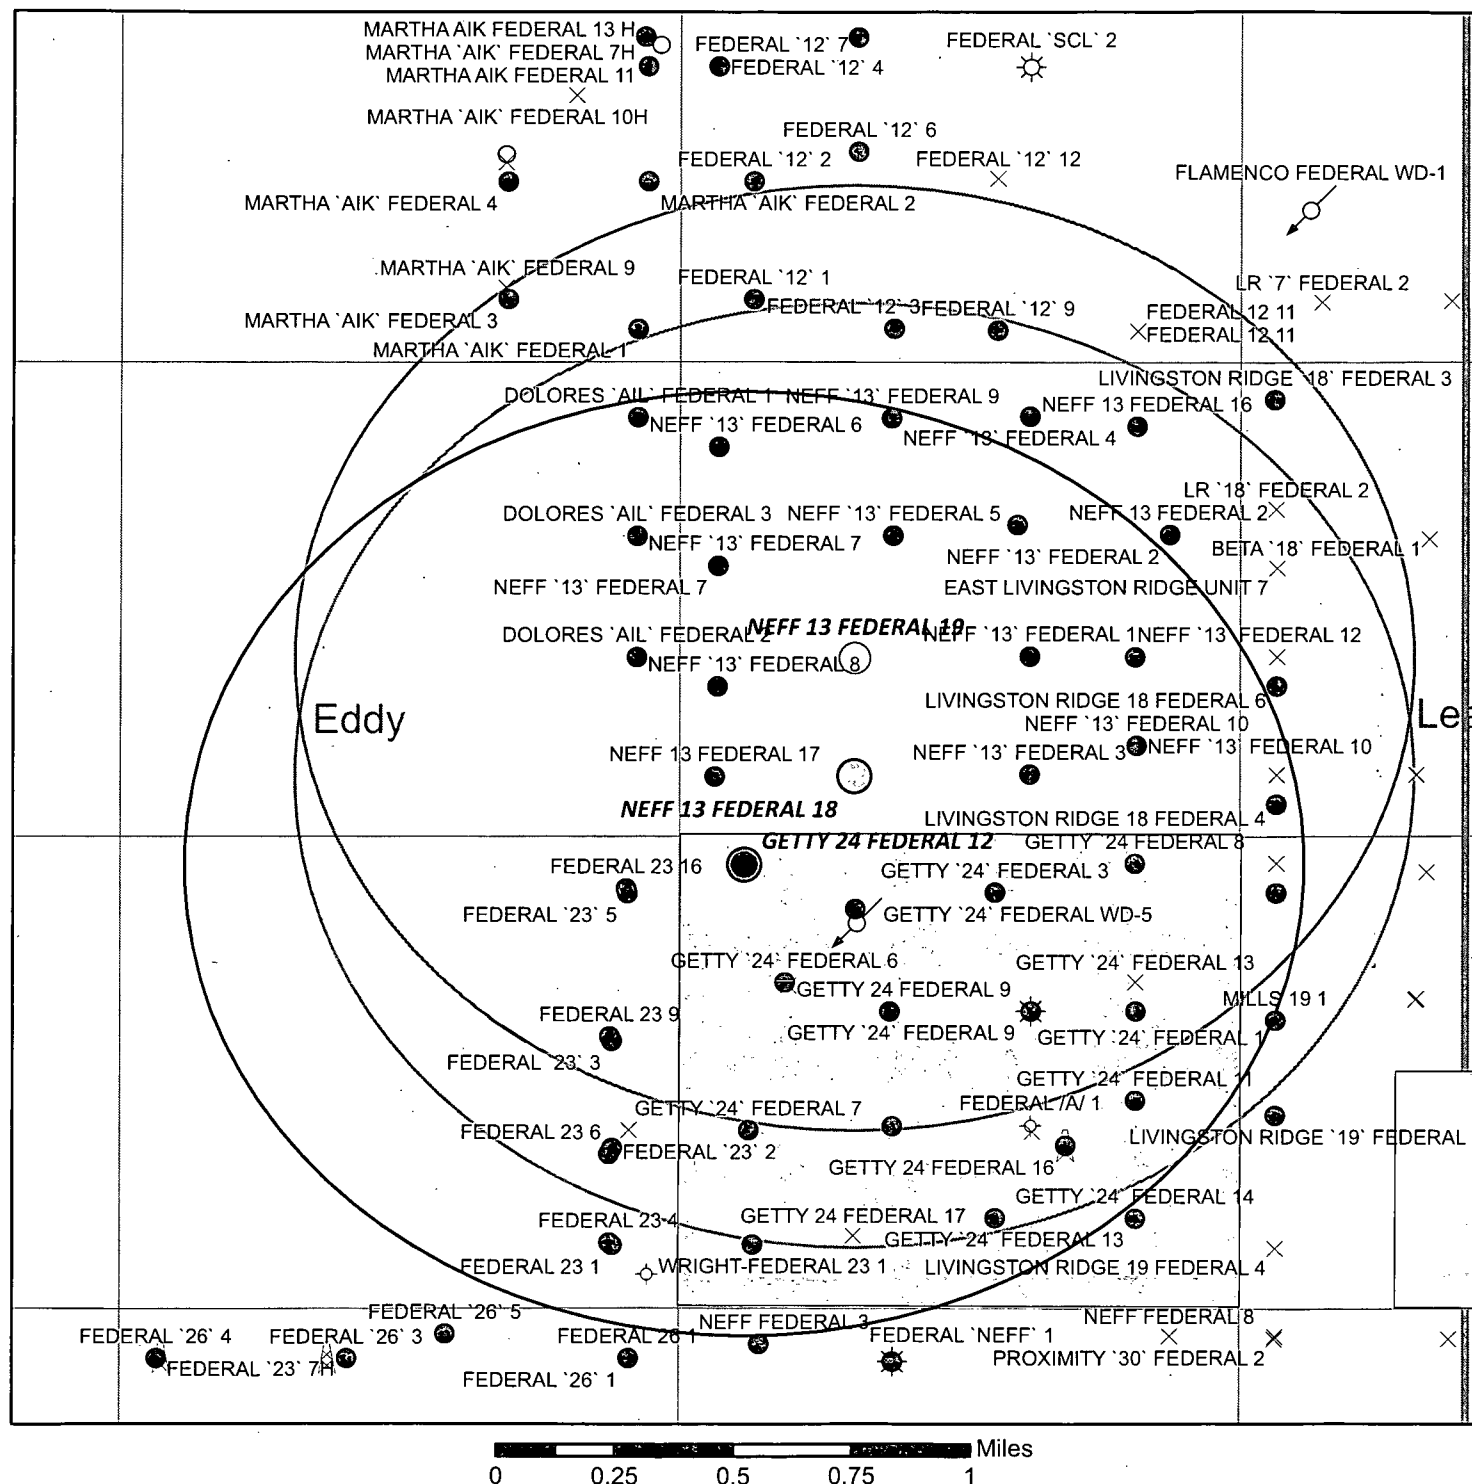 MARTHA AIK FEDERAL 13 H
MARTHA `AIK` FEDERAL 7H
FEDERAL `12` 7
FEDERAL `SCL` 2
MARTHA AIK FEDERAL 11
FEDERAL `12` 4
MARTHA `AIK` FEDERAL 10H
FEDERAL `12` 6
FEDERAL `12` 2
FEDERAL `12` 12
FLAMENCO FEDERAL WD-1
MARTHA `AIK` FEDERAL 4
MARTHA `AIK` FEDERAL 2
MARTHA `AIK` FEDERAL 9
FEDERAL `12` 1
LR `7` FEDERAL 2
MARTHA `AIK` FEDERAL 3
FEDERAL `12` 3
FEDERAL `12` 9
FEDERAL 12 11
FEDERAL 12 11
MARTHA `AIK` FEDERAL 1
LIVINGSTON RIDGE `18` FEDERAL 3
DOLORES `AIL` FEDERAL 1
NEFF `13` FEDERAL 9
NEFF 13 FEDERAL 16
NEFF `13` FEDERAL 6
NEFF `13` FEDERAL 4
LR `18` FEDERAL 2
DOLORES `AIL` FEDERAL 3
NEFF `13` FEDERAL 5
NEFF 13 FEDERAL 2
NEFF `13` FEDERAL 7
NEFF `13` FEDERAL 2
BETA `18` FEDERAL 1
NEFF `13` FEDERAL 7
EAST LIVINGSTON RIDGE UNIT 7
NEFF 13 FEDERAL 19
DOLORES `AIL` FEDERAL 2
NEFF `13` FEDERAL 1
NEFF `13` FEDERAL 12
NEFF `13` FEDERAL 8
LIVINGSTON RIDGE 18 FEDERAL 6
Eddy
Lea
NEFF `13` FEDERAL 10
NEFF 13 FEDERAL 17
NEFF `13` FEDERAL 3
NEFF `13` FEDERAL 10
NEFF 13 FEDERAL 18
LIVINGSTON RIDGE 18 FEDERAL 4
GETTY 24 FEDERAL 12
GETTY `24 FEDERAL 8
FEDERAL 23 16
GETTY `24` FEDERAL 3
FEDERAL `23` 5
GETTY `24` FEDERAL WD-5
GETTY `24` FEDERAL 6
GETTY `24` FEDERAL 13
GETTY 24 FEDERAL 9
MILLS 19 1
FEDERAL 23 9
GETTY `24` FEDERAL 9
GETTY `24` FEDERAL 1
FEDERAL `23` 3
GETTY `24` FEDERAL 11
GETTY `24` FEDERAL 7
FEDERAL /A/ 1
FEDERAL 23 6
FEDERAL `23` 2
LIVINGSTON RIDGE `19` FEDERAL
GETTY 24 FEDERAL 16
GETTY `24` FEDERAL 14
FEDERAL 23 4
GETTY 24 FEDERAL 17
GETTY `24` FEDERAL 13
FEDERAL 23 1
WRIGHT-FEDERAL 23 1
LIVINGSTON RIDGE 19 FEDERAL 4
FEDERAL `26` 5
NEFF FEDERAL 3
NEFF FEDERAL 8
FEDERAL `26` 4
FEDERAL `26` 3
FEDERAL 26 1
FEDERAL `NEFF` 1
FEDERAL `23` 7H
PROXIMITY `30` FEDERAL 2
FEDERAL `26` 1
Miles
0 0.25 0.5 0.75 1